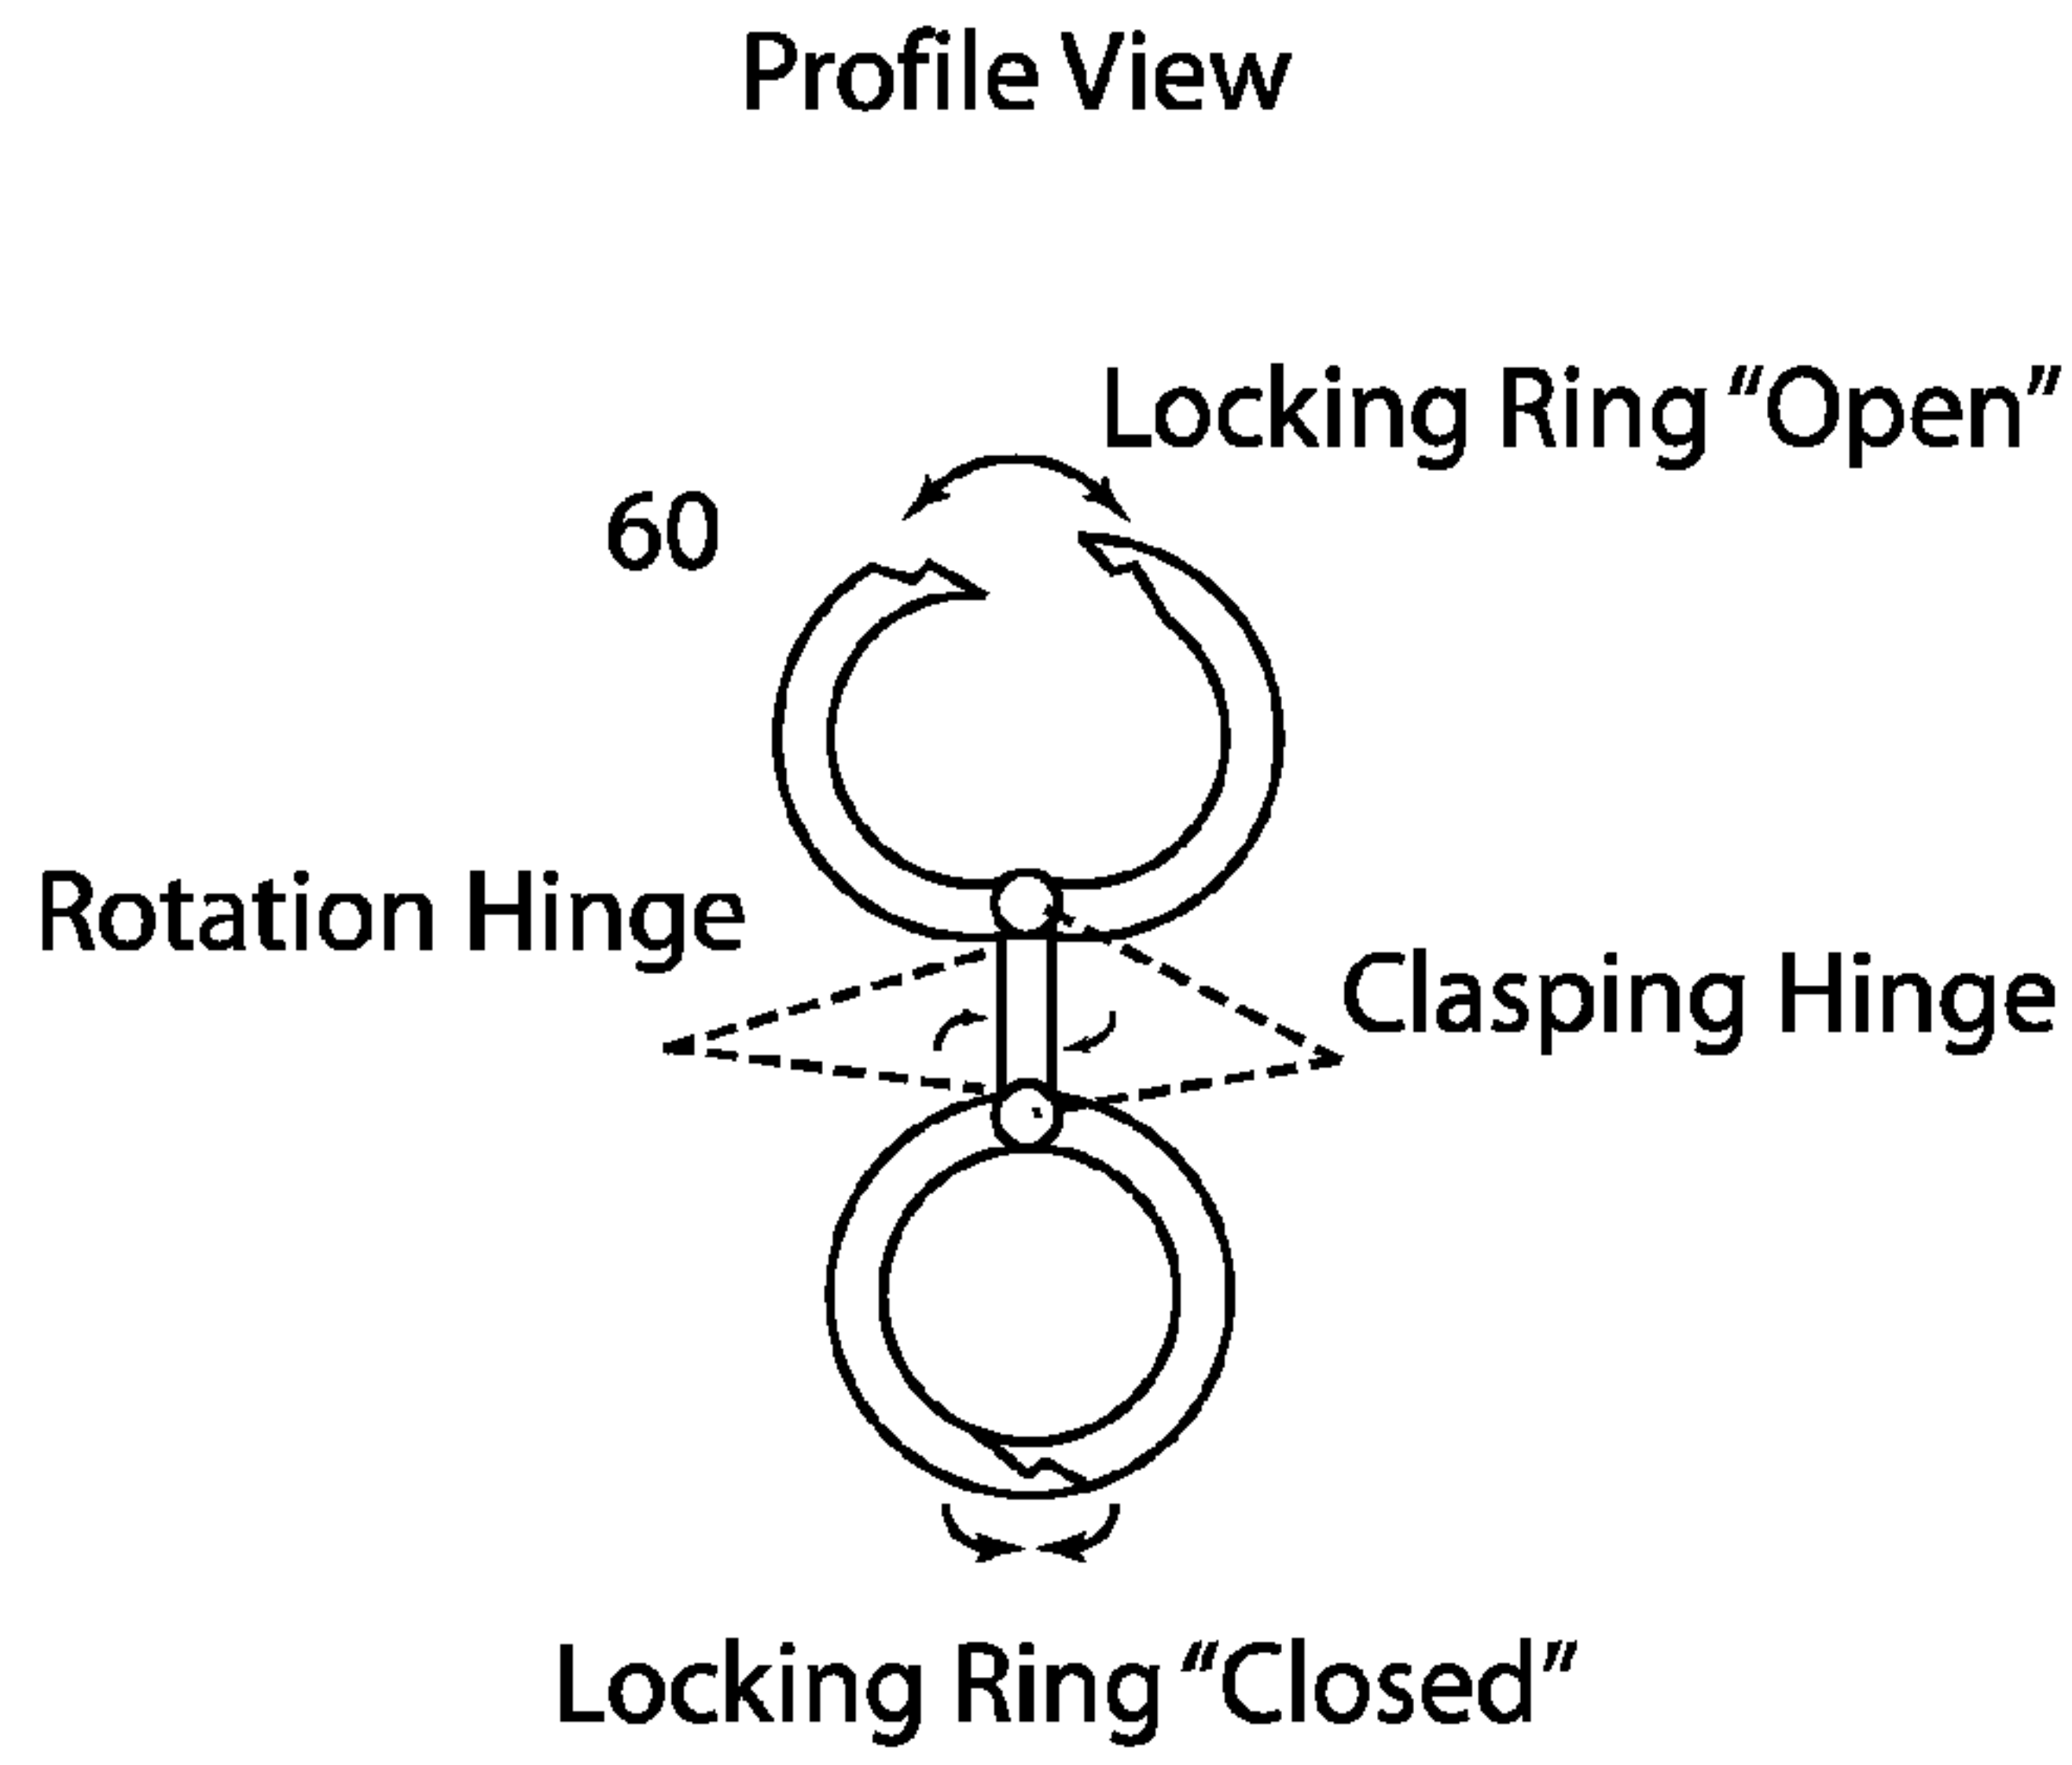 Profile View
Locking Ring “Open”
60
Rotation Hinge
Clasping Hinge
Locking Ring “Closed”